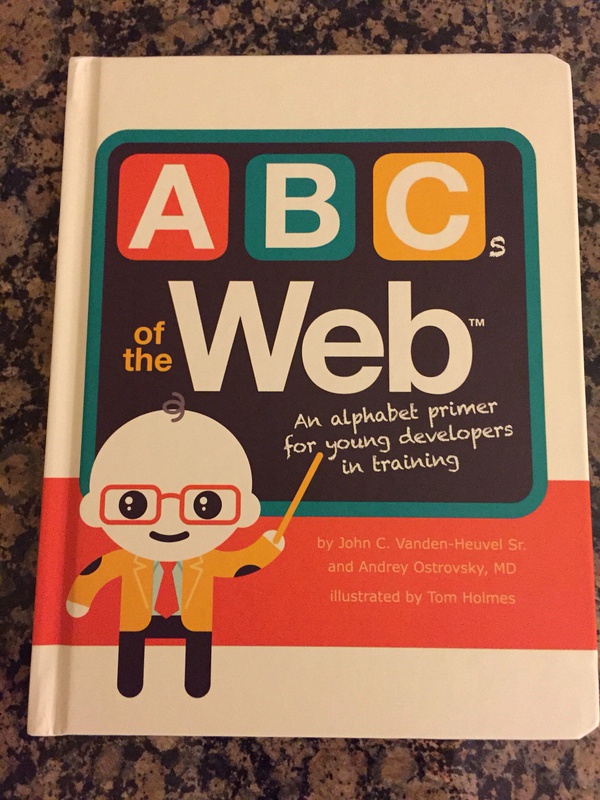 ABCs
of the Web™
An alphabet primer
for young developers
in training
by John C. Vanden-Heuvel Sr.
and Andrey Ostrovsky, MD
illustrated by Tom Holmes